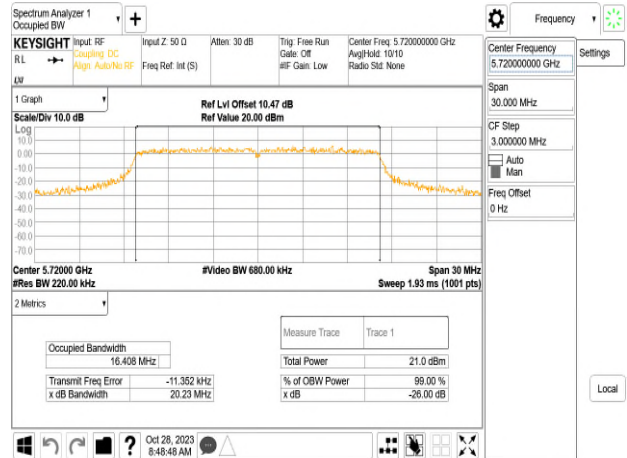 Spectrum Analyzer 1
Occupied BW
Frequency
KEYSIGHT
Input: RF
Input Z: 50 Ω
Atten: 30 dB
Trig: Free Run
Center Freq: 5.720000000 GHz
RL
Coupling: DC
Gate: Off
Avg|Hold: 10/10
Align: Auto/No RF
Freq Ref: Int (S)
#IF Gain: Low
Radio Std: None
LXI
Center Frequency
5.720000000 GHz
Settings
Span
30.000 MHz
CF Step
3.000000 MHz
Auto
Man
Freq Offset
0 Hz
Local
1 Graph
Ref Lvl Offset 10.47 dB
Scale/Div 10.0 dB
Ref Value 20.00 dBm
Log
10.0
0.00
-10.0
-20.0
-30.0
-40.0
-50.0
-60.0
-70.0
Center 5.72000 GHz
#Video BW 680.00 kHz
Span 30 MHz
#Res BW 220.00 kHz
Sweep 1.93 ms (1001 pts)
2 Metrics
Measure Trace
Trace 1
Occupied Bandwidth
16.408 MHz
Total Power
21.0 dBm
Transmit Freq Error
-11.352 kHz
% of OBW Power
99.00 %
x dB Bandwidth
20.23 MHz
x dB
-26.00 dB
?
Oct 28, 2023
8:48:48 AM